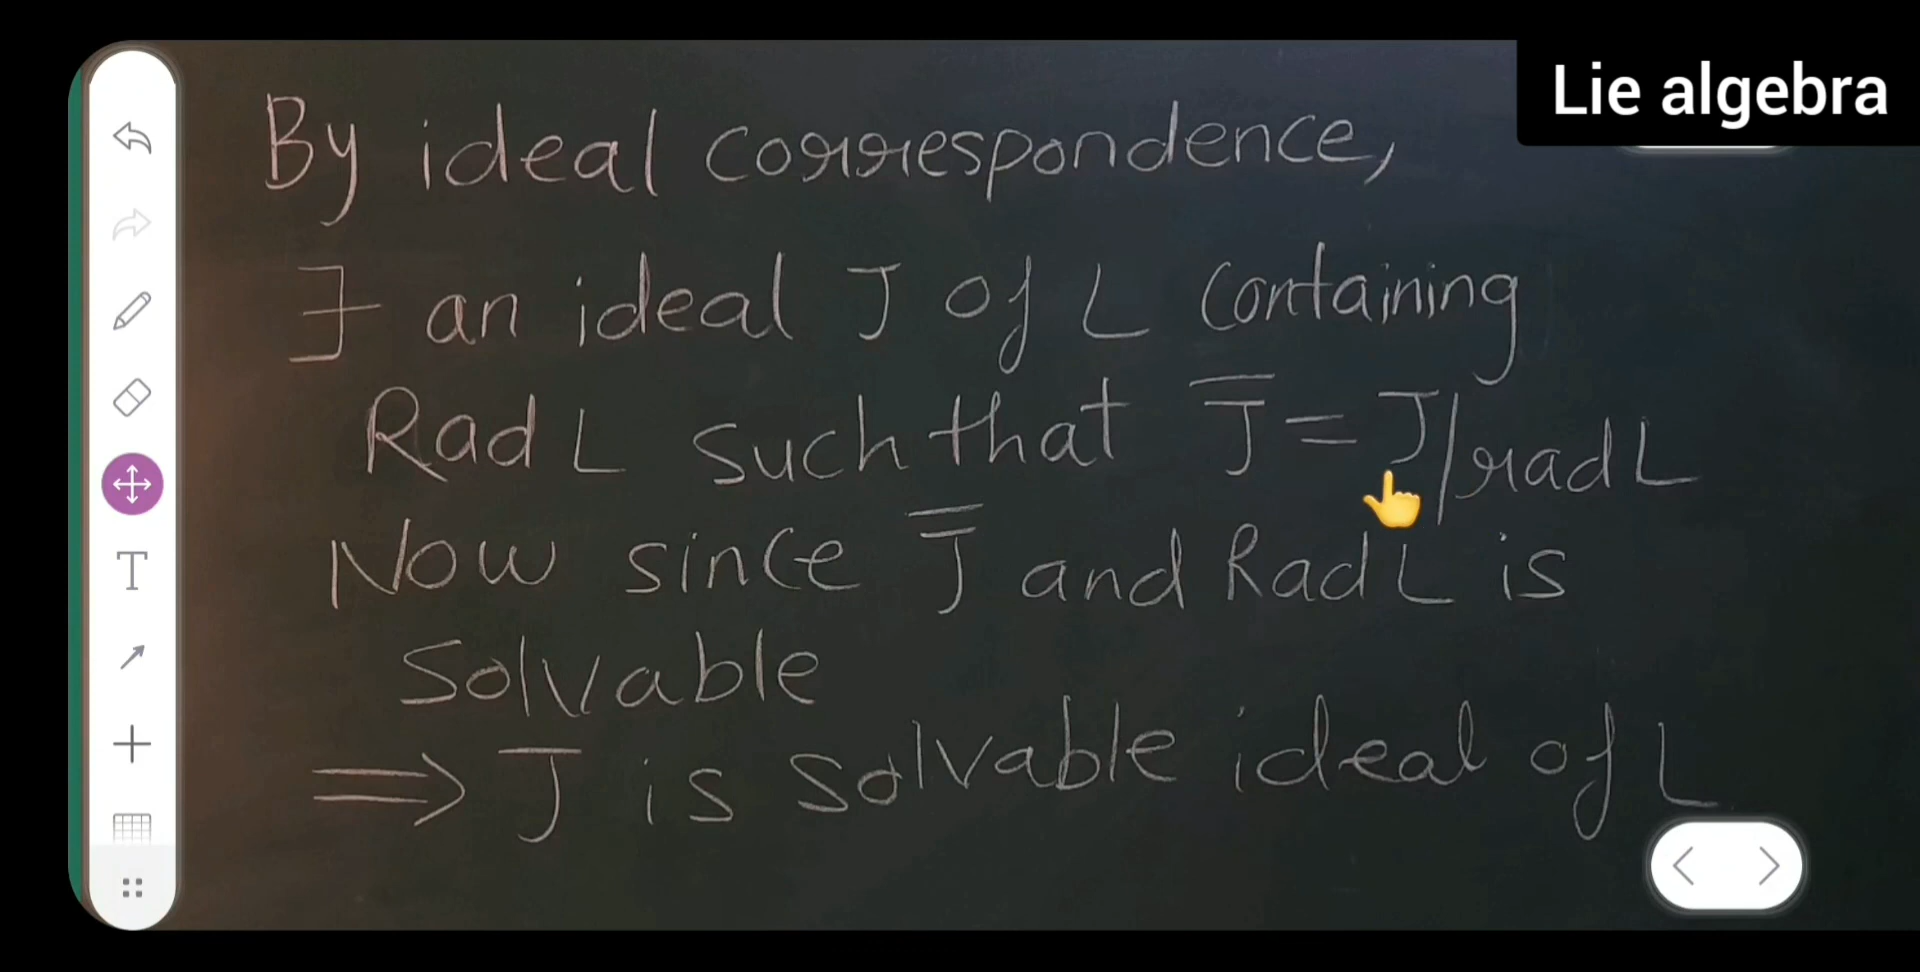 Lie algebra
By ideal correspondence,
∃ an ideal J of L containing
Rad L such that J̅ = J/rad L
Now since J̅ and Rad L is
solvable
⇒ J is solvable ideal of L
T